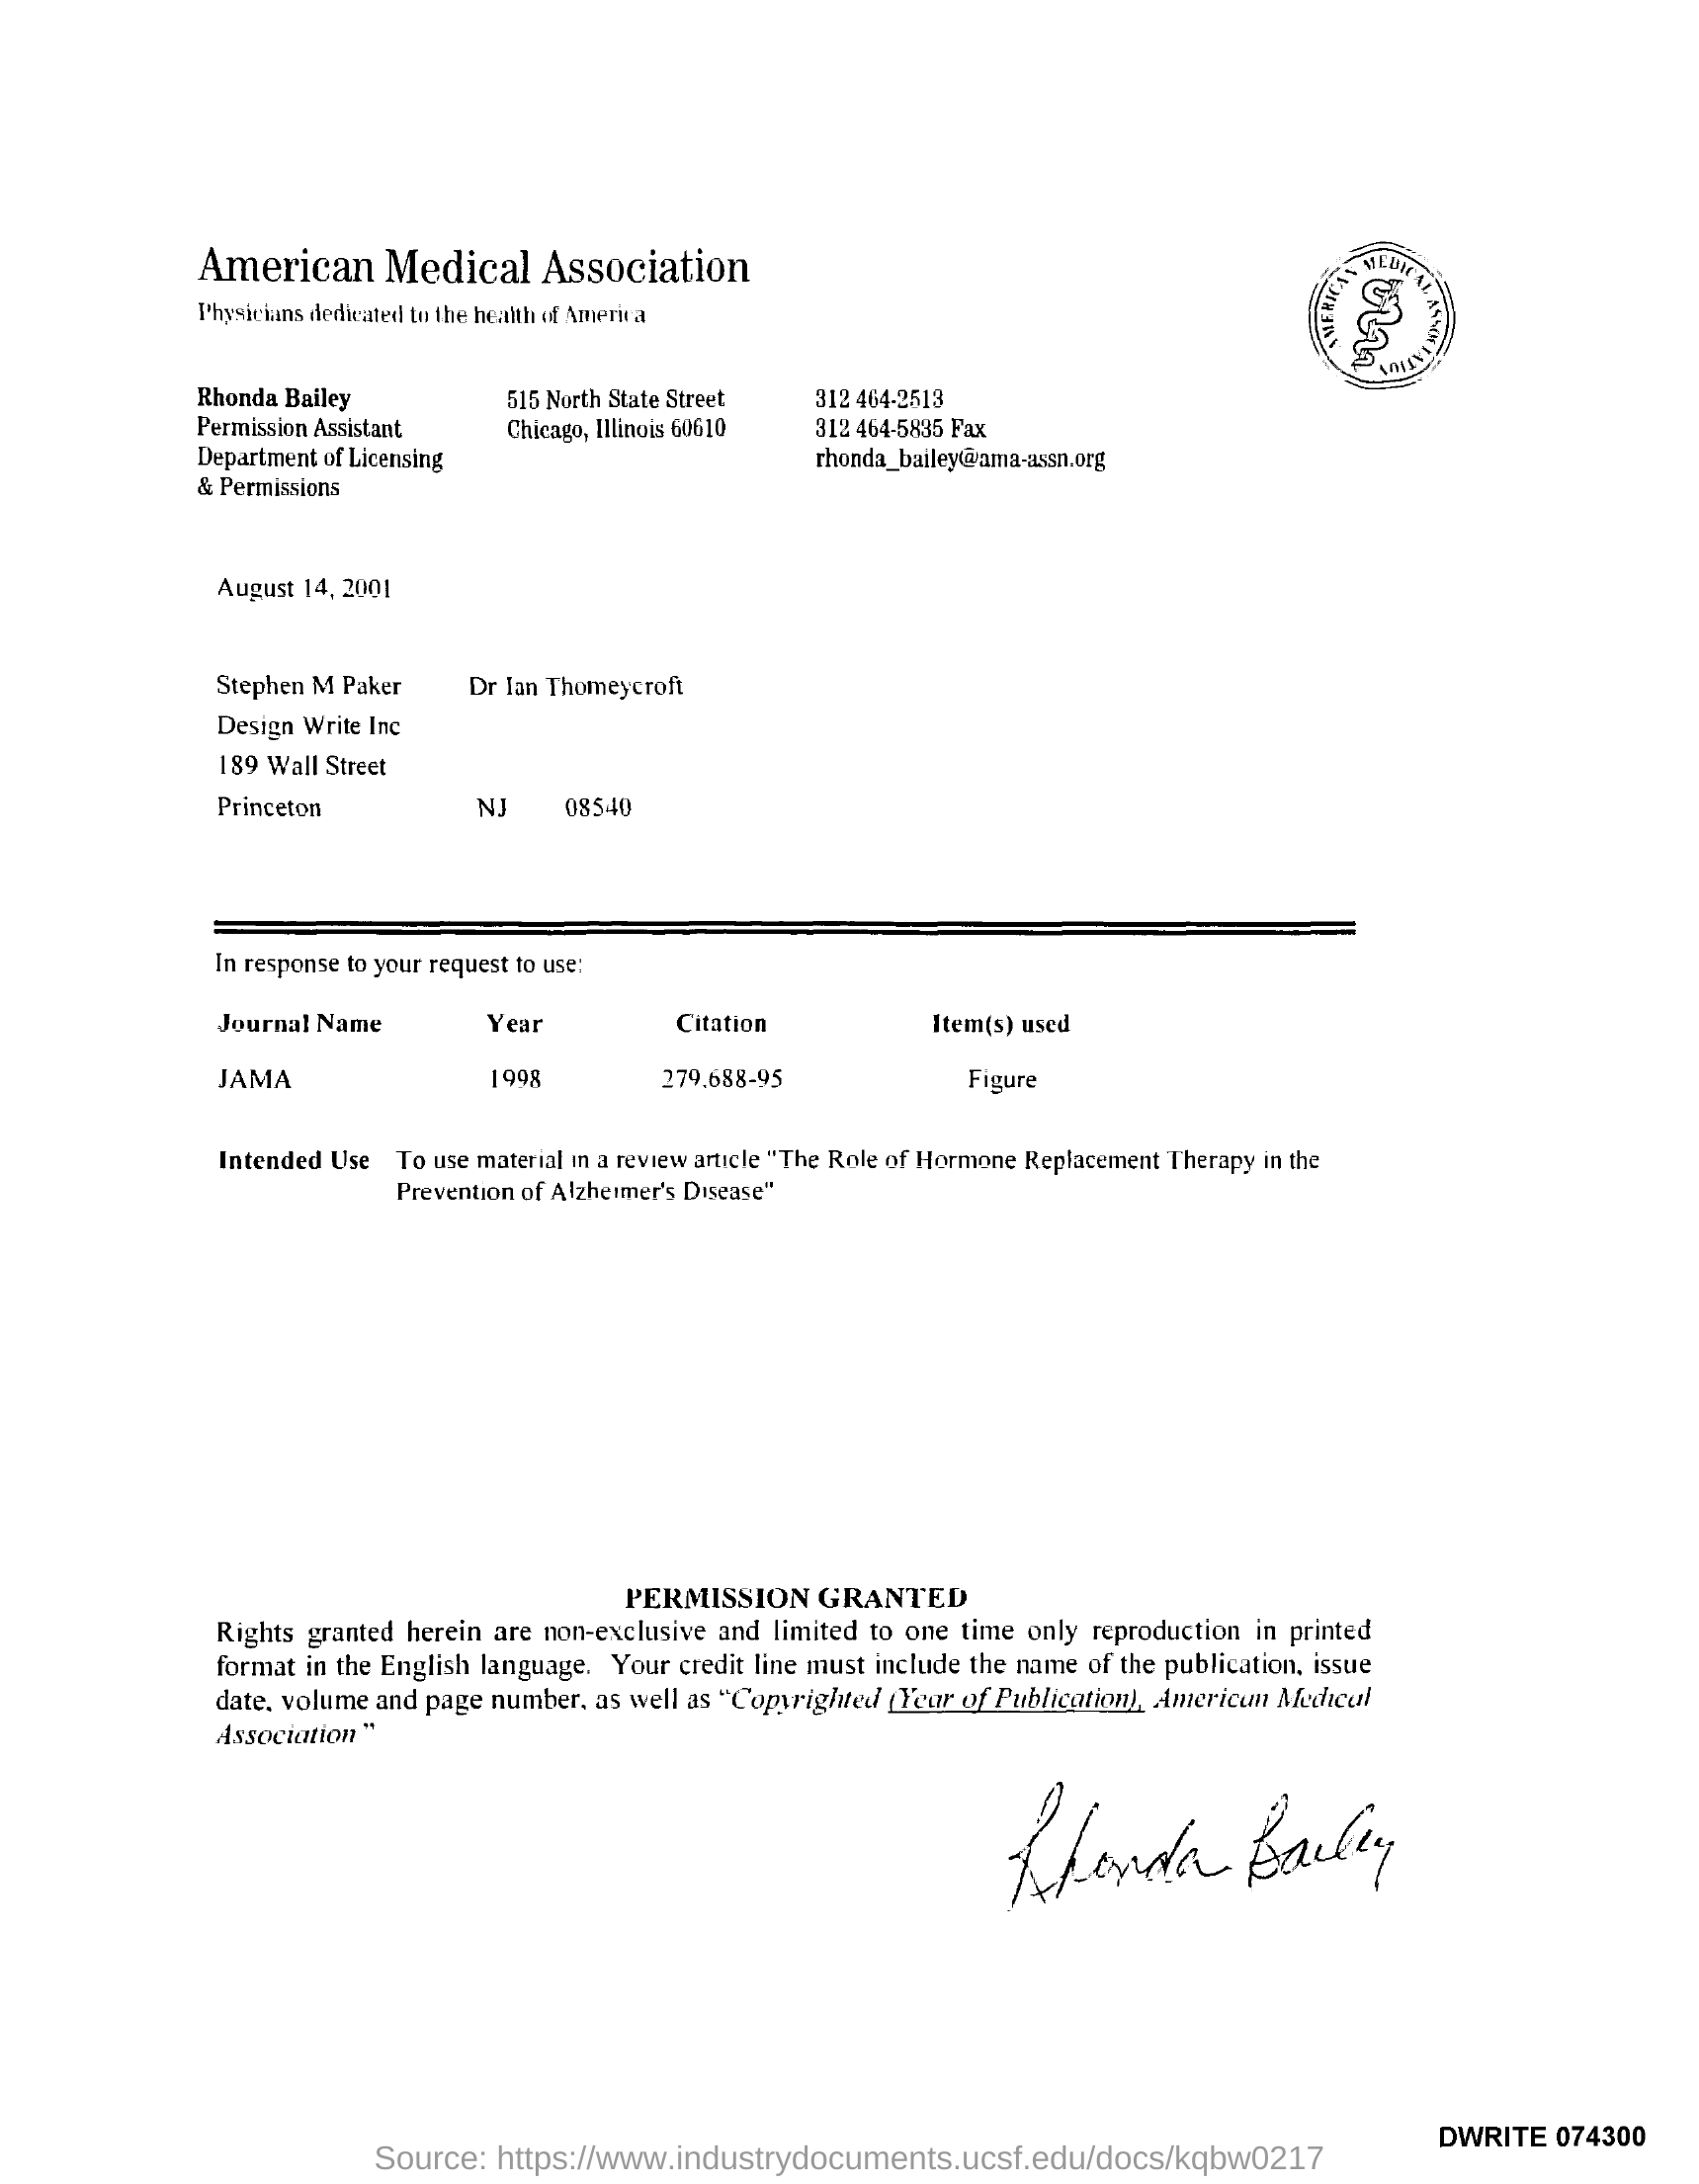 American Medical Association
Physicians dedicated to the health of America
AMERICAN MEDICAL ASSOCIATION
Rhonda Bailey 515 North State Street 312 464-2513
Permission Assistant Chicago, Illinois 60610 312 464-5835 Fax
Department of Licensing rhonda_bailey@ama-assn.org
& Permissions
August 14, 2001
Stephen M Paker Dr Ian Thomeycroft
Design Write Inc
189 Wall Street
Princeton NJ 08540
In response to your request to use:
Journal Name Year Citation Item(s) used
JAMA 1998 279.688-95 Figure
Intended Use To use material in a review article "The Role of Hormone Replacement Therapy in the
Prevention of Alzheimer's Disease"
PERMISSION GRANTED
Rights granted herein are non-exclusive and limited to one time only reproduction in printed
format in the English language. Your credit line must include the name of the publication, issue
date, volume and page number, as well as "Copyrighted (Year of Publication), American Medical
Association"
Rhonda Bailey
DWRITE 074300
Source: https://www.industrydocuments.ucsf.edu/docs/kqbw0217